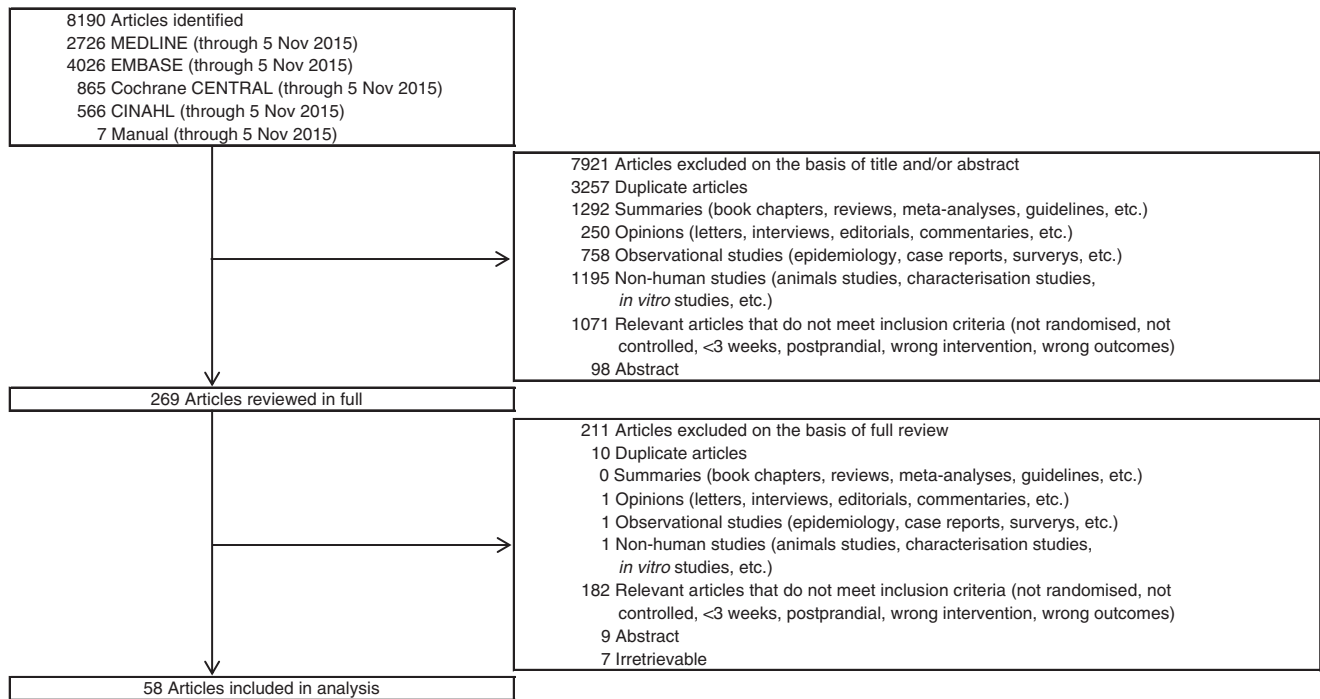 8190 Articles identified
2726 MEDLINE (through 5 Nov 2015)
4026 EMBASE (through 5 Nov 2015)
865 Cochrane CENTRAL (through 5 Nov 2015)
566 CINAHL (through 5 Nov 2015)
7 Manual (through 5 Nov 2015)
7921 Articles excluded on the basis of title and/or abstract
3257 Duplicate articles
1292 Summaries (book chapters, reviews, meta-analyses, guidelines, etc.)
250 Opinions (letters, interviews, editorials, commentaries, etc.)
758 Observational studies (epidemiology, case reports, surverys, etc.)
1195 Non-human studies (animals studies, characterisation studies,
in vitro studies, etc.)
1071 Relevant articles that do not meet inclusion criteria (not randomised, not
controlled, <3 weeks, postprandial, wrong intervention, wrong outcomes)
98 Abstract
269 Articles reviewed in full
211 Articles excluded on the basis of full review
10 Duplicate articles
0 Summaries (book chapters, reviews, meta-analyses, guidelines, etc.)
1 Opinions (letters, interviews, editorials, commentaries, etc.)
1 Observational studies (epidemiology, case reports, surverys, etc.)
1 Non-human studies (animals studies, characterisation studies,
in vitro studies, etc.)
182 Relevant articles that do not meet inclusion criteria (not randomised, not
controlled, <3 weeks, postprandial, wrong intervention, wrong outcomes)
9 Abstract
7 Irretrievable
58 Articles included in analysis